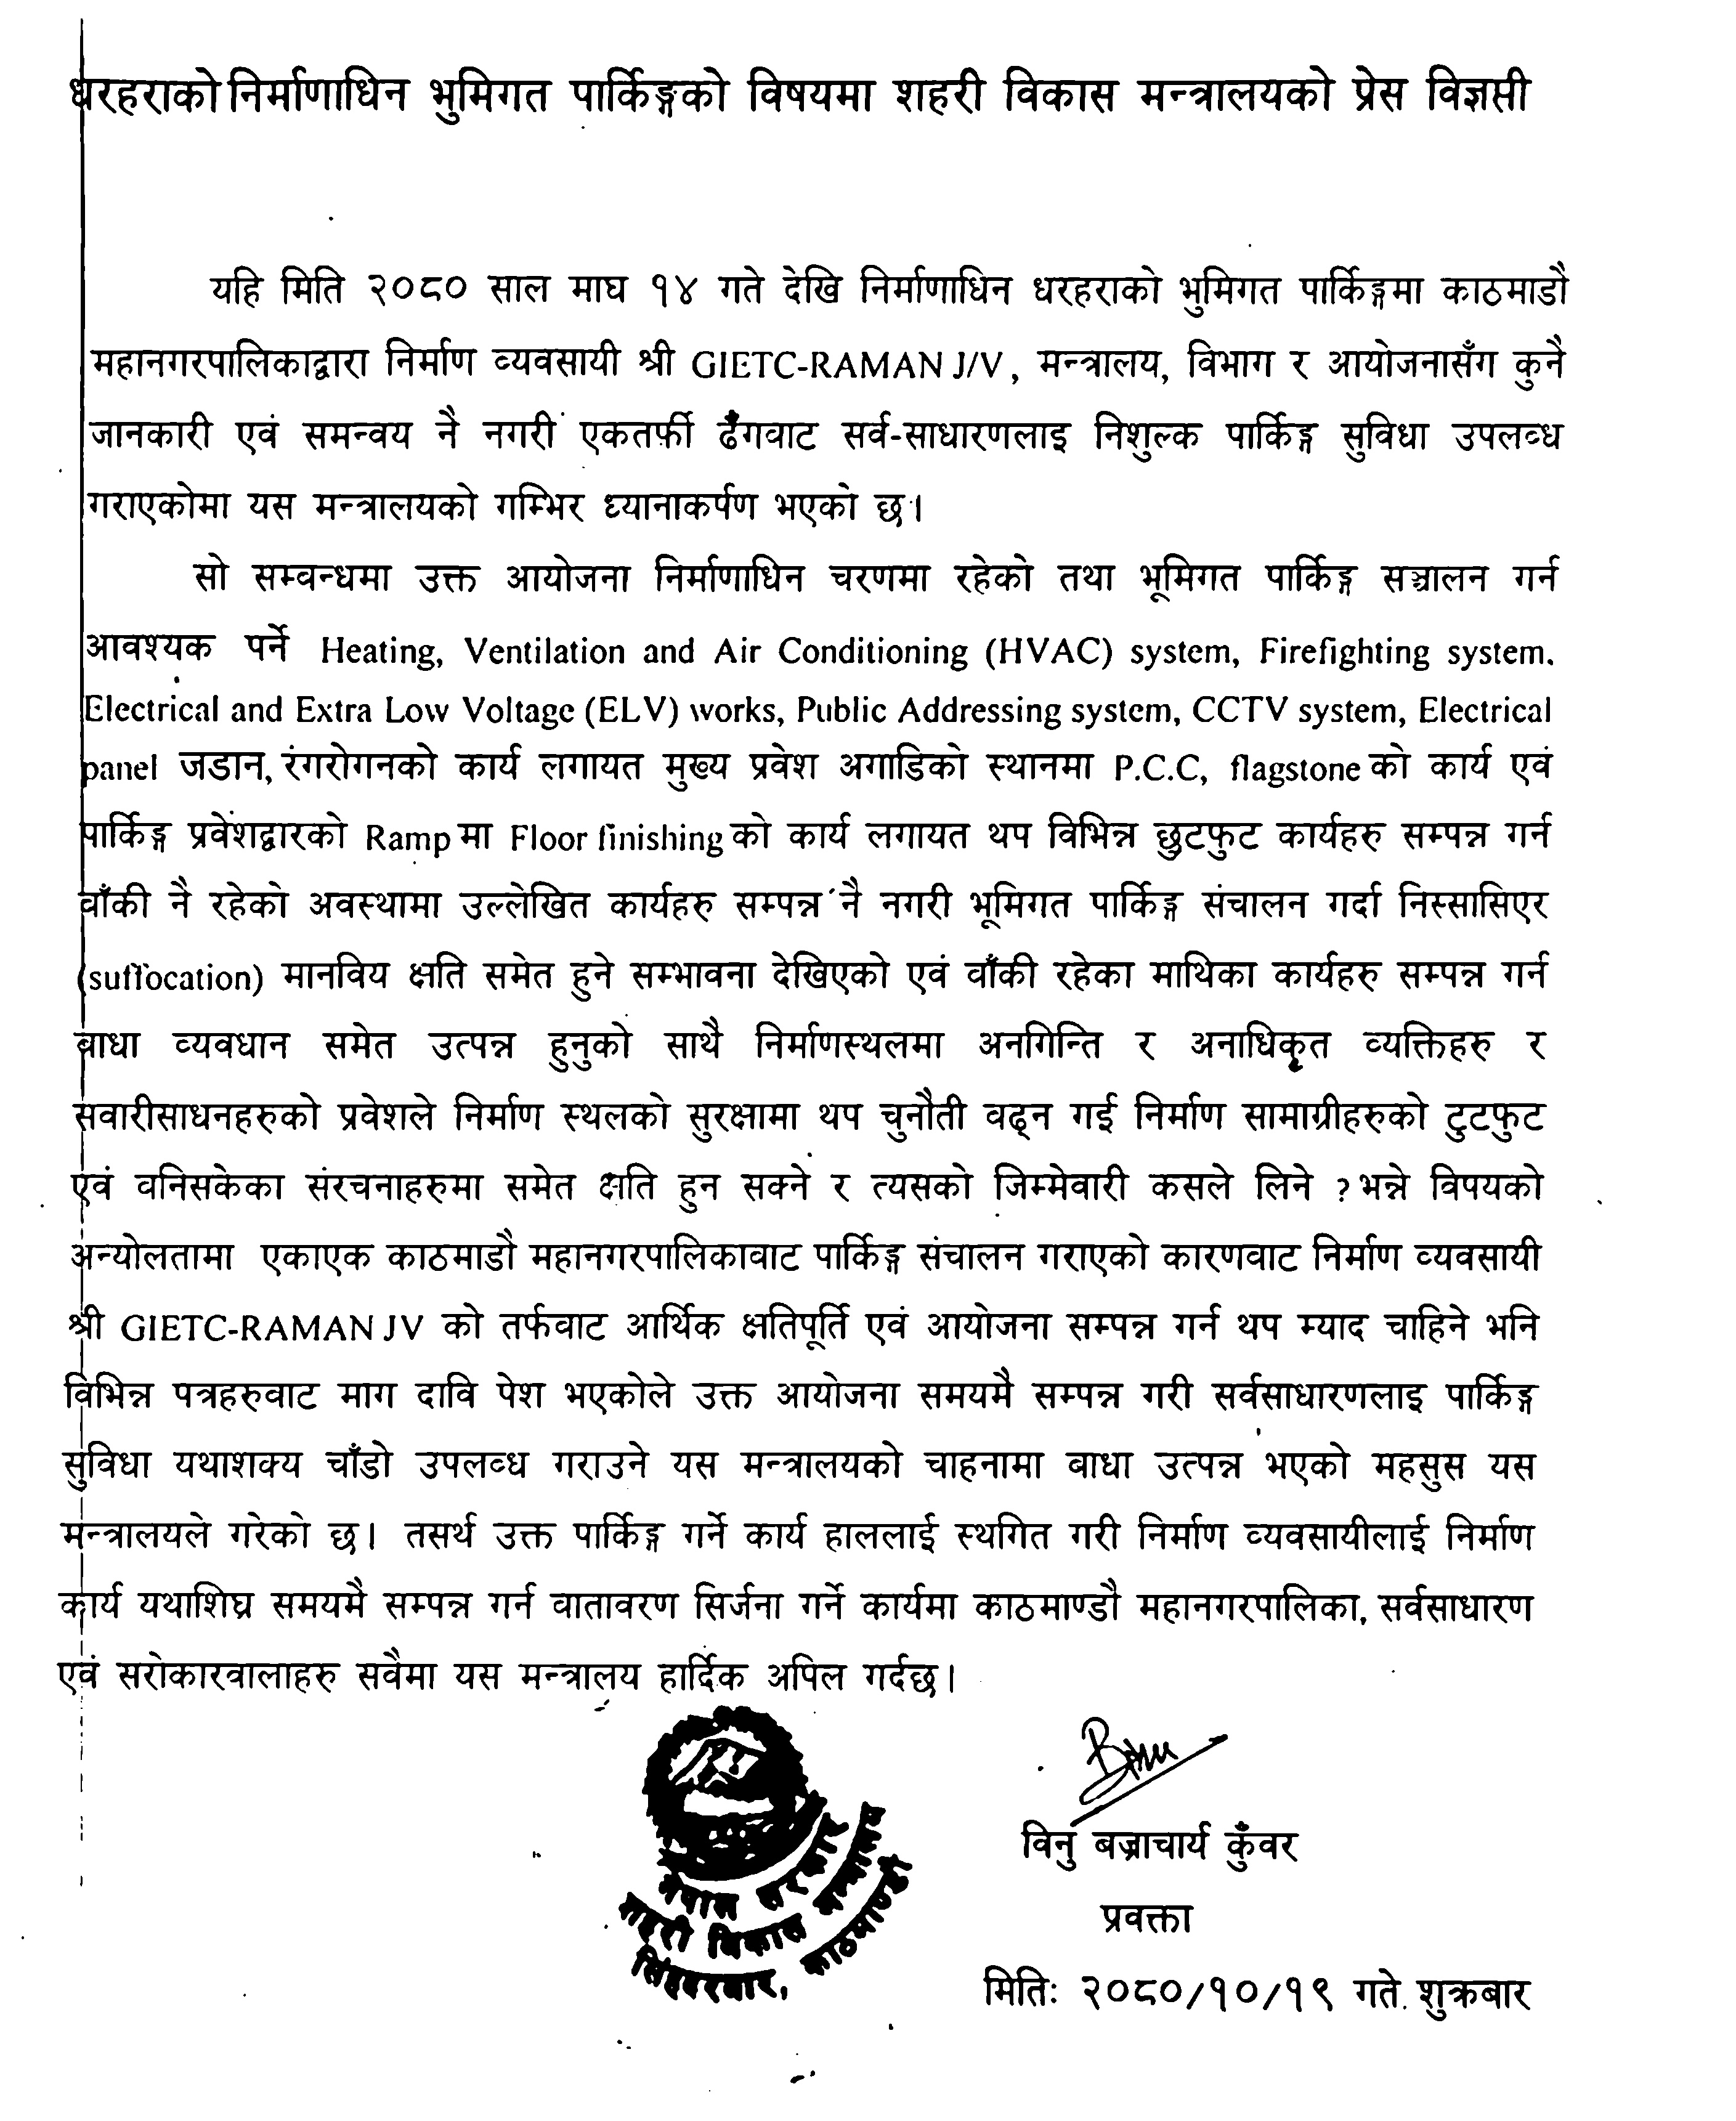 धरहराको निर्माणाधिन भुमिगत पार्किङ्गको विषयमा शहरी विकास मन्त्रालयको प्रेस विज्ञप्ती
यहि मिति २०८० साल माघ १४ गते देखि निर्माणाधिन धरहराको भुमिगत पार्किङ्गमा काठमाडौ
महानगरपालिकाद्वारा निर्माण व्यवसायी श्री GIETC-RAMAN J/V, मन्त्रालय, विभाग र आयोजनासँग कुनै
जानकारी एवं समन्वय नै नगरी एकतर्फी ढँगवाट सर्व-साधारणलाइ निशुल्क पार्किङ्ग सुविधा उपलव्ध
गराएकोमा यस मन्त्रालयको गम्भिर ध्यानाकर्पण भएको छ।
सो सम्वन्धमा उक्त आयोजना निर्माणाधिन चरणमा रहेको तथा भूमिगत पार्किङ्ग सञ्चालन गर्न
आवश्यक पर्ने Heating, Ventilation and Air Conditioning (HVAC) system, Firefighting system.
Electrical and Extra Low Voltage (ELV) works, Public Addressing system, CCTV system, Electrical
panel जडान, रंगरोगनको कार्य लगायत मुख्य प्रवेश अगाडिको स्थानमा P.C.C, flagstone को कार्य एवं
पार्किङ्ग प्रवेशद्वारको Ramp मा Floor finishing को कार्य लगायत थप विभिन्न छुटफुट कार्यहरु सम्पन्न गर्न
वाँकी नै रहेको अवस्थामा उल्लेखित कार्यहरु सम्पन्न नै नगरी भूमिगत पार्किङ्ग संचालन गर्दा निस्सासिएर
(suffocation) मानविय क्षति समेत हुने सम्भावना देखिएको एवं वाँकी रहेका माथिका कार्यहरु सम्पन्न गर्न
वाधा व्यवधान समेत उत्पन्न हुनुको साथै निर्माणस्थलमा अनगिन्ति र अनाधिकृत व्यक्तिहरु र
सवारीसाधनहरुको प्रवेशले निर्माण स्थलको सुरक्षामा थप चुनौती वढ्न गई निर्माण सामाग्रीहरुको टुटफुट
एवं वनिसकेका संरचनाहरुमा समेत क्षति हुन सक्ने र त्यसको जिम्मेवारी कसले लिने ? भन्ने विपयको
अन्योलतामा एकाएक काठमाडौ महानगरपालिकावाट पार्किङ्ग संचालन गराएको कारणवाट निर्माण व्यवसायी
श्री GIETC-RAMAN JV को तर्फवाट आर्थिक क्षतिपूर्ति एवं आयोजना सम्पन्न गर्न थप म्याद चाहिने भनि
विभिन्न पत्रहरुवाट माग दावि पेश भएकोले उक्त आयोजना समयमै सम्पन्न गरी सर्वसाधारणलाइ पार्किङ्ग
सुविधा यथाशक्य चाँडो उपलव्ध गराउने यस मन्त्रालयको चाहनामा वाधा उत्पन्न भएको महसुस यस
मन्त्रालयले गरेको छ। तसर्थ उक्त पार्किङ्ग गर्ने कार्य हाललाई स्थगित गरी निर्माण व्यवसायीलाई निर्माण
कार्य यथाशिघ्र समयमै सम्पन्न गर्न वातावरण सिर्जना गर्ने कार्यमा काठमाण्डौ महानगरपालिका, सर्वसाधारण
एवं सरोकारवालाहरु सवैमा यस मन्त्रालय हार्दिक अपिल गर्दछ।
नेपाल सरकार
शहरी विकास मन्त्रालय
सिंहदरबार, काठमाण्डौ
विनु बज्राचार्य कुँवर
प्रवक्ता
मितिः २०८०/१०/१९ गते शुक्रबार